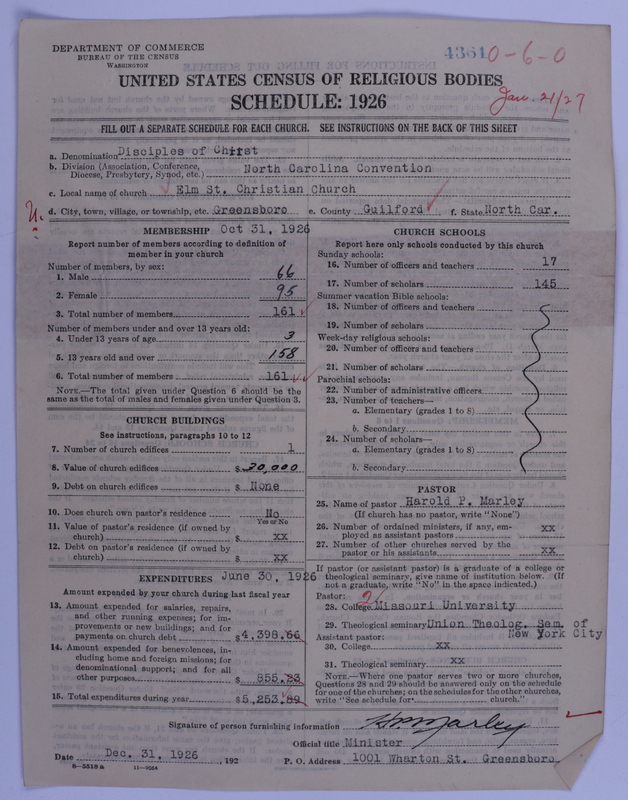 DEPARTMENT OF COMMERCE
BUREAU OF THE CENSUS
WASHINGTON
43610-6-0
UNITED STATES CENSUS OF RELIGIOUS BODIES
SCHEDULE: 1926
Jan. 21/27
FILL OUT A SEPARATE SCHEDULE FOR EACH CHURCH. SEE INSTRUCTIONS ON THE BACK OF THIS SHEET
a. Denomination Disciples of Christ
b. Division (Association, Conference, Diocese, Presbytery, Synod, etc.) North Carolina Convention
c. Local name of church Elm St. Christian Church
d. City, town, village, or township, etc. Greensboro e. County Guilford f. State North Car.
MEMBERSHIP Oct 31, 1926
Report number of members according to definition of
member in your church
Number of members, by sex:
1. Male 66
2. Female 95
3. Total number of members 161
Number of members under and over 13 years old:
4. Under 13 years of age 3
5. 13 years old and over 158
6. Total number of members 161
NOTE.—The total given under Question 6 should be
same as the total of males and females given under Question 3.
CHURCH BUILDINGS
See instructions, paragraphs 10 to 12
7. Number of church edifices 1
8. Value of church edifices $ 20,000
9. Debt on church edifices $ None
10. Does church own pastor's residence No
Yes or No
11. Value of pastor's residence (if owned by
church) $ xx
12. Debt on pastor's residence (if owned by
church) $ xx
EXPENDITURES June 30, 1926
Amount expended by your church during last fiscal year
13. Amount expended for salaries, repairs,
and other running expenses; for im-
provements or new buildings; and for
payments on church debt $4,398.66
14. Amount expended for benevolences, in-
cluding home and foreign missions; for
denominational support; and for all
other purposes $ 855.23
15. Total expenditures during year $5,253.89
CHURCH SCHOOLS
Report here only schools conducted by this church
Sunday schools:
16. Number of officers and teachers 17
17. Number of scholars 145
Summer vacation Bible schools:
18. Number of officers and teachers
19. Number of scholars
Week-day religious schools:
20. Number of officers and teachers
21. Number of scholars
Parochial schools:
22. Number of administrative officers
23. Number of teachers—
a. Elementary (grades 1 to 8)
b. Secondary
24. Number of scholars—
a. Elementary (grades 1 to 8)
b. Secondary
PASTOR
25. Name of pastor Harold P. Marley
(If church has no pastor, write "None")
26. Number of ordained ministers, if any, em-
ployed as assistant pastors xx
27. Number of other churches served by the
pastor or his assistants xx
If pastor (or assistant pastor) is a graduate of a college or
theological seminary, give name of institution below. (If
not a graduate, write "No" in the space indicated.)
Pastor:
28. College Missouri University
29. Theological seminary Union Theolog. Sem. of
New York City
Assistant pastor:
30. College xx
31. Theological seminary xx
NOTE.—Where one pastor serves two or more churches,
Questions 28 and 29 should be answered only on the schedule
for one of the churches; on the schedules for the other churches,
write "See schedule for church."
Signature of person furnishing information H P Marley
Official title Minister
Date Dec. 31, 1926, 192 P. O. Address 1001 Wharton St. Greensboro.
8—5518a 11—9054